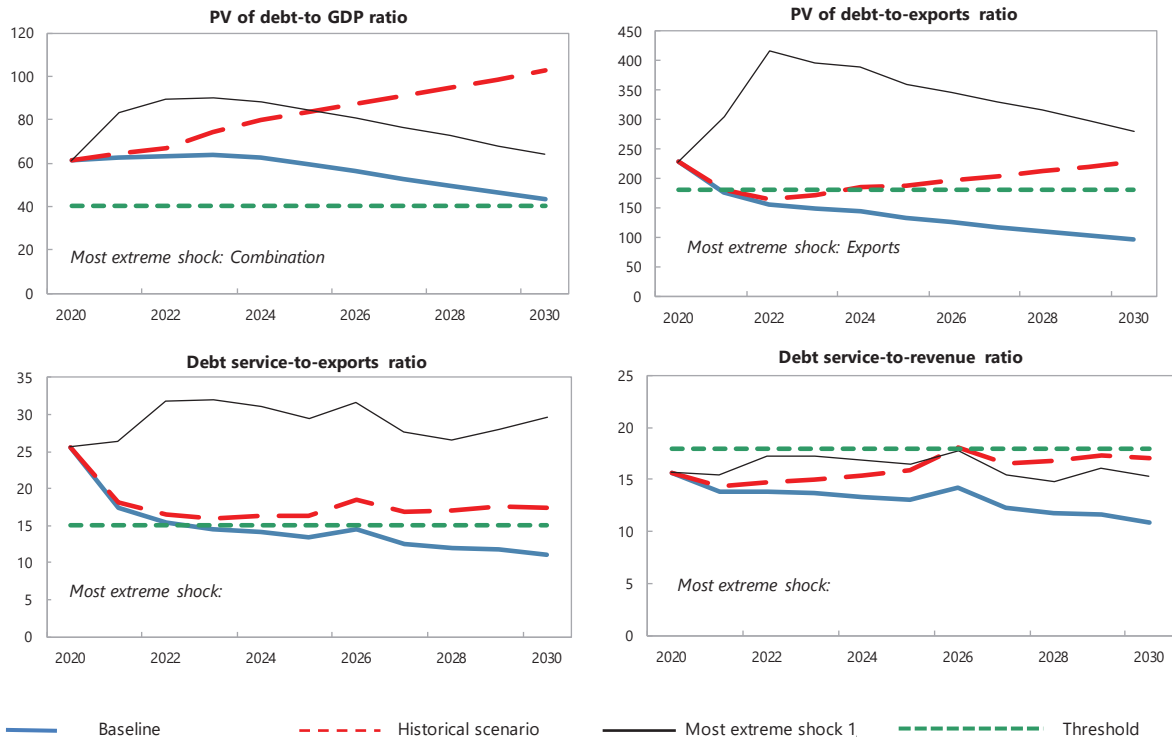 PV of debt-to GDP ratio
120
100
80
60
40
20
0
Most extreme shock: Combination
2020 2022 2024 2026 2028 2030
PV of debt-to-exports ratio
450
400
350
300
250
200
150
100
50
0
Most extreme shock: Exports
2020 2022 2024 2026 2028 2030
Debt service-to-exports ratio
35
30
25
20
15
10
5
0
Most extreme shock:
2020 2022 2024 2026 2028 2030
Debt service-to-revenue ratio
25
20
15
10
5
0
Most extreme shock:
2020 2022 2024 2026 2028 2030
Baseline Historical scenario Most extreme shock 1 Threshold